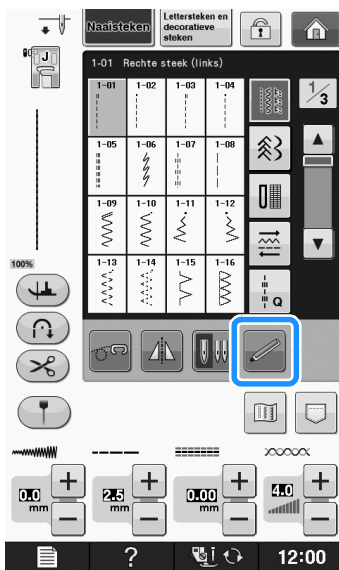 Naaisteken
Lettersteken en
decoratieve
steken
J
1-01 Rechte steek (links)
1/3
1-01 1-02 1-03 1-04
1-05 1-06 1-07 1-08
1-09 1-10 1-11 1-12
1-13 1-14 1-15 1-16
Q
100%
0.0 mm
2.5 mm
0.00 mm
4.0
?
12:00